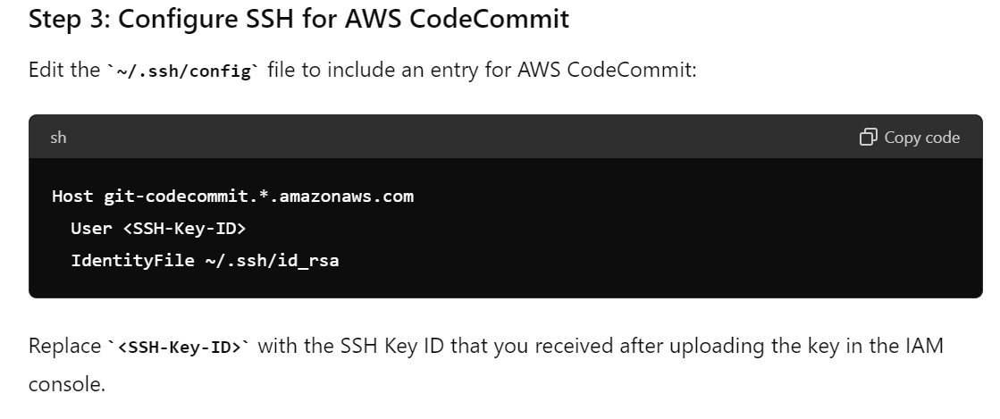 Step 3: Configure SSH for AWS CodeCommit
Edit the `~/.ssh/config` file to include an entry for AWS CodeCommit:
sh
Copy code
Host git-codecommit.*.amazonaws.com
  User <SSH-Key-ID>
  IdentityFile ~/.ssh/id_rsa
Replace `<SSH-Key-ID>` with the SSH Key ID that you received after uploading the key in the IAM
console.